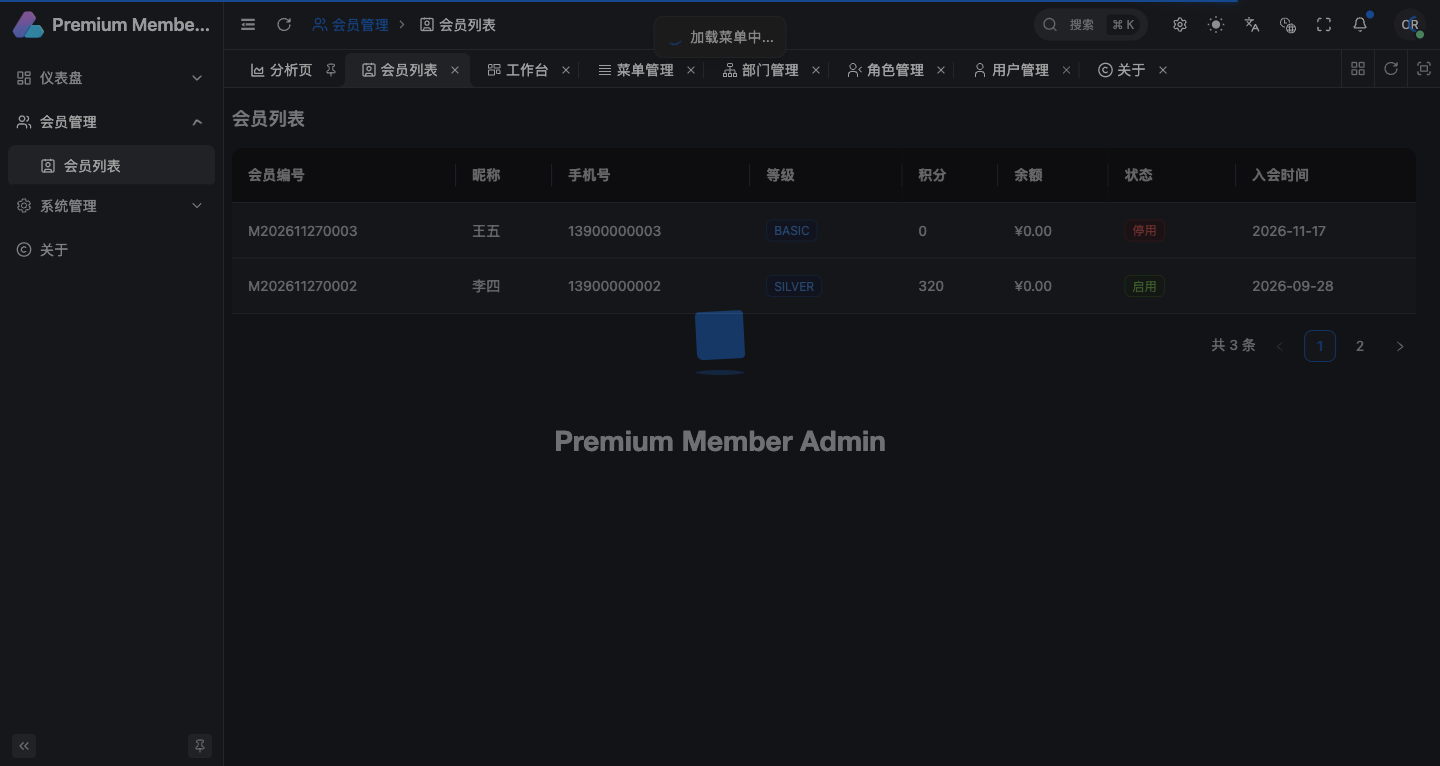 Premium Membe...
会员管理
会员列表
加载菜单中...
搜索
⌘ K
仪表盘
会员管理
会员列表
系统管理
关于
分析页
会员列表
工作台
菜单管理
部门管理
角色管理
用户管理
关于
会员列表
会员编号 昵称 手机号 等级 积分 余额 状态 入会时间
M202611270003 王五 13900000003 BASIC 0 ¥0.00 停用 2026-11-17
M202611270002 李四 13900000002 SILVER 320 ¥0.00 启用 2026-09-28
共 3 条 1 2
Premium Member Admin